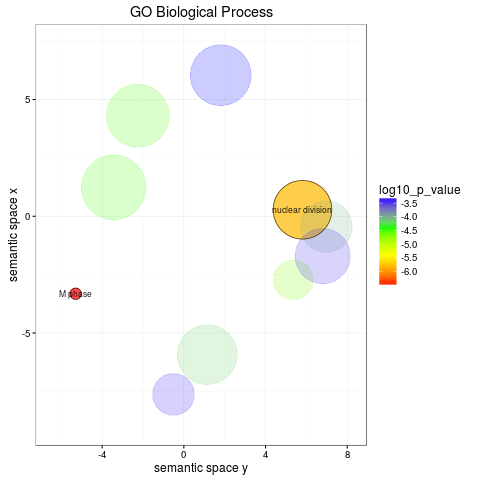 GO Biological Process
semantic space x
5
0
-5
nuclear division
M phase
-4
0
4
8
semantic space y
log10_p_value
-3.5
-4.0
-4.5
-5.0
-5.5
-6.0